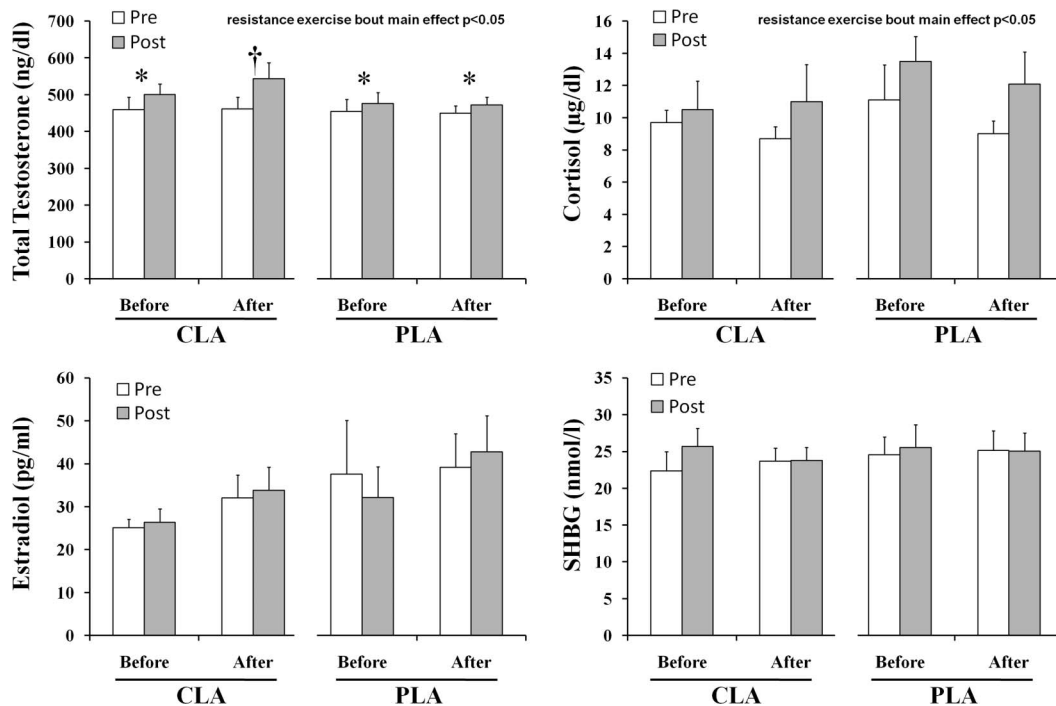 resistance exercise bout main effect p<0.05
Pre
Post
Total Testosterone (ng/dl)
800
700
600
500
400
300
200
100
0
*
†
*
*
Before
After
Before
After
CLA
PLA
resistance exercise bout main effect p<0.05
Pre
Post
Cortisol (µg/dl)
16
14
12
10
8
6
4
2
0
Before
After
Before
After
CLA
PLA
Pre
Post
Estradiol (pg/ml)
60
50
40
30
20
10
0
Before
After
Before
After
CLA
PLA
Pre
Post
SHBG (nmol/l)
35
30
25
20
15
10
5
0
Before
After
Before
After
CLA
PLA